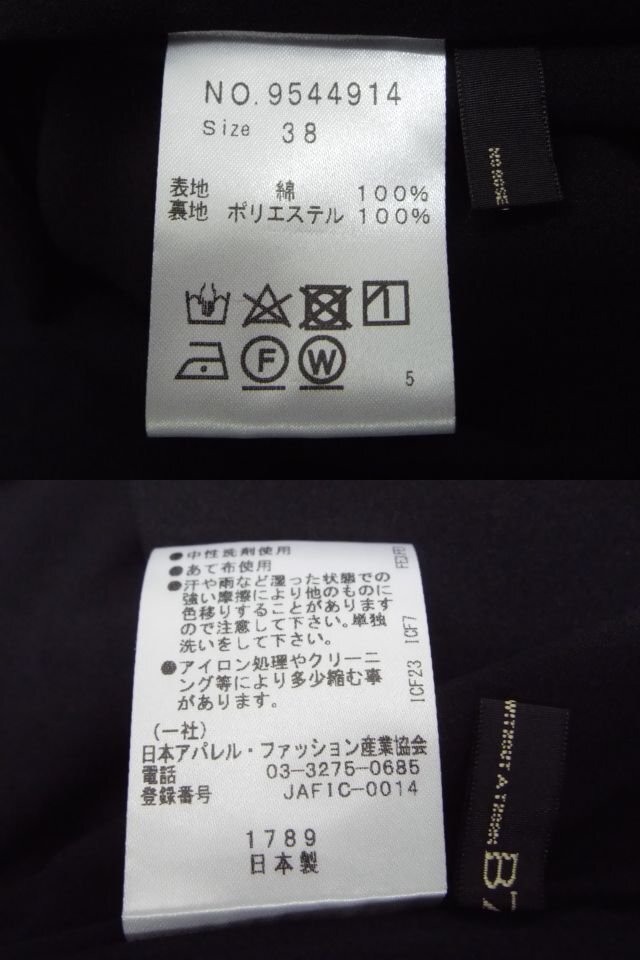 NO.9544914
Size 38
表地 綿 100%
裏地 ポリエステル 100%
F W
5
●中性洗剤使用
●あて布使用
●汗や雨など湿った状態での
強い摩擦により他のものに
色移りすることがあります
ので注意して下さい。単独
洗いをして下さい。
●アイロン処理やクリーニ
ング等により多少縮む事
があります。
ICF23 ICF7
(一社)
日本アパレル・ファッション産業協会
電話 03-3275-0685
登録番号 JAFIC-0014
1789
日本製
WITHOUT A
B7